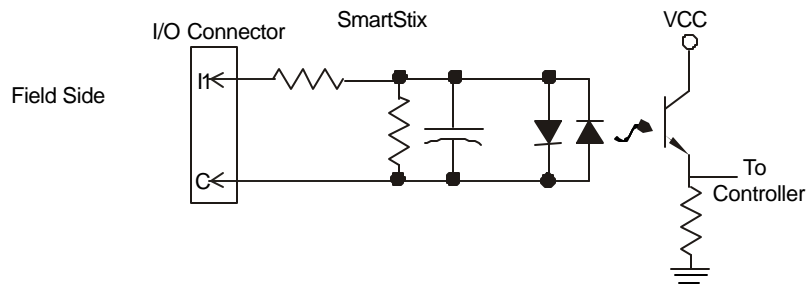 SmartStix
VCC
I/O Connector
I1
Field Side
C
To
Controller